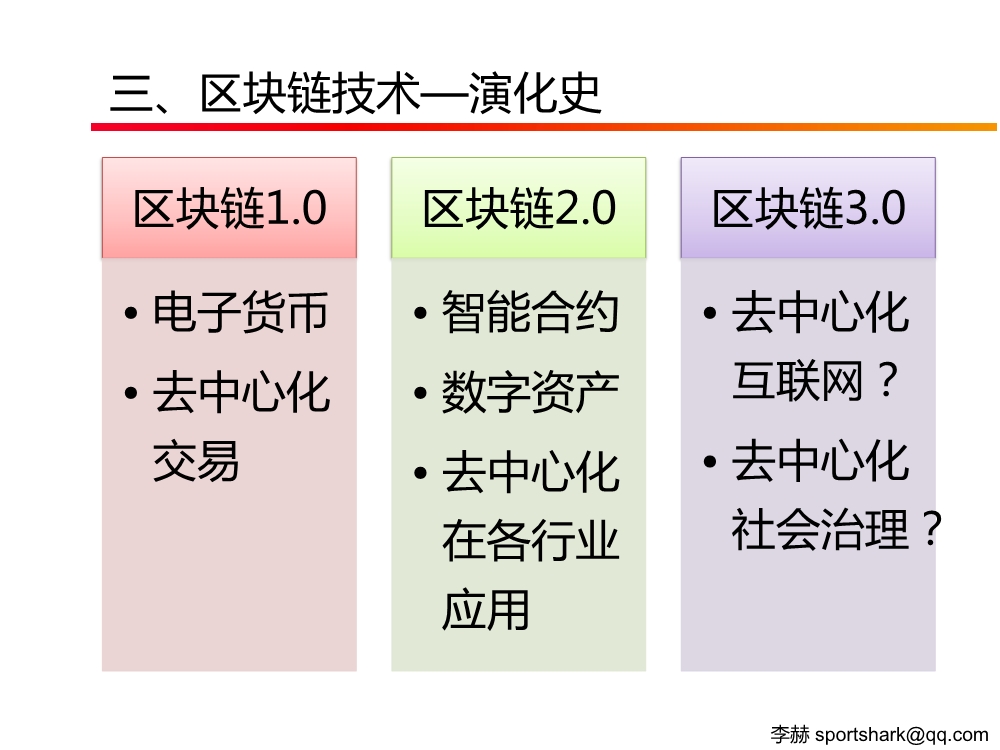 三、区块链技术—演化史
区块链1.0
• 电子货币
• 去中心化
交易
区块链2.0
• 智能合约
• 数字资产
• 去中心化
在各行业
应用
区块链3.0
• 去中心化
互联网？
• 去中心化
社会治理？
李赫 sportshark@qq.com